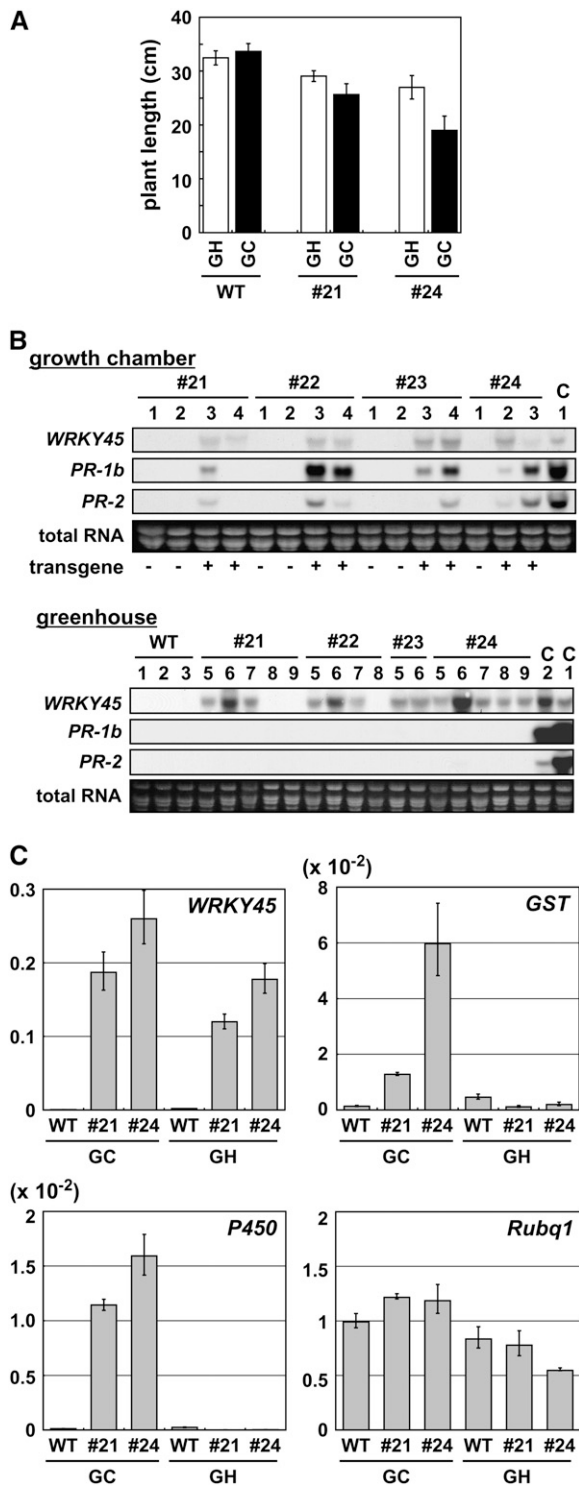 A
plant length (cm)
40
30
20
10
0
GH GC GH GC GH GC
WT #21 #24
B
growth chamber
#21 #22 #23 #24 C
1 2 3 4 1 2 3 4 1 2 3 4 1 2 3 1
WRKY45
PR-1b
PR-2
total RNA
transgene - - + + - - + + - - + + - + +
greenhouse
WT #21 #22 #23 #24 C C
1 2 3 5 6 7 8 9 5 6 7 8 5 6 5 6 7 8 9 2 1
WRKY45
PR-1b
PR-2
total RNA
C
WRKY45
0.3
0.2
0.1
0
WT #21 #24 WT #21 #24
GC GH
(x 10-2)
GST
8
6
4
2
0
WT #21 #24 WT #21 #24
GC GH
(x 10-2)
P450
2
1.5
1.0
0.5
0
WT #21 #24 WT #21 #24
GC GH
Rubq1
2
1.5
1
0.5
0
WT #21 #24 WT #21 #24
GC GH